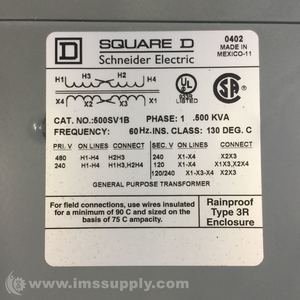 D SQUARE D
Schneider Electric
0402
MADE IN
MEXICO-11
H1 H3 H2 H4
X4 X2 X3 X1
UL
LISTED
CAT. NO.:500SV1B PHASE: 1 .500 KVA
FREQUENCY: 60Hz.INS. CLASS: 130 DEG. C
PRI. V ON LINES CONNECT SEC. V ON LINES CONNECT
480 H1-H4 H2H3 240 X1-X4 X2X3
240 H1-H4 H1H3,H2H4 120 X1-X4 X1X3,X2X4
120/240 X1-X3-X4 X2X3
GENERAL PURPOSE TRANSFORMER
For field connections, use wires insulated
for a minimum of 90 C and sized on the
basis of 75 C ampacity.
Rainproof
Type 3R
Enclosure
© www.imssupply.com